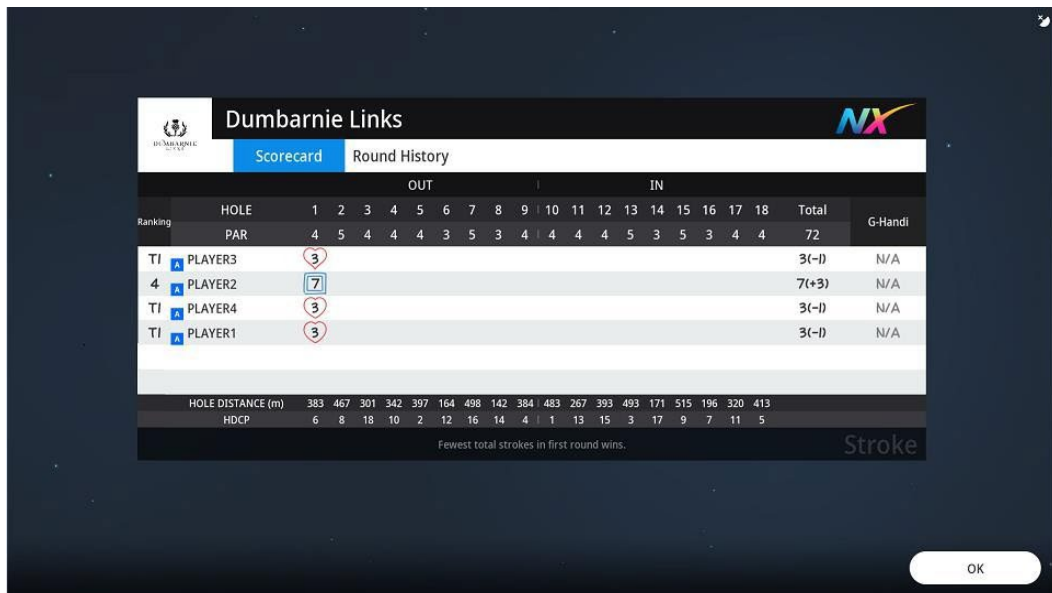 DUMBARNIE
LINKS
Dumbarnie Links
NX
Scorecard Round History
OUT IN
Ranking HOLE 1 2 3 4 5 6 7 8 9 10 11 12 13 14 15 16 17 18 Total G-Handi
PAR 4 5 4 4 4 3 5 3 4 4 4 4 5 3 5 3 4 4 72
T1 A PLAYER3 3 3(-1) N/A
4 A PLAYER2 7 7(+3) N/A
T1 A PLAYER4 3 3(-1) N/A
T1 A PLAYER1 3 3(-1) N/A
HOLE DISTANCE (m) 383 467 301 342 397 164 498 142 384 483 267 393 493 171 515 196 320 413
HDCP 6 8 18 10 2 12 16 14 4 1 13 15 3 17 9 7 11 5
Fewest total strokes in first round wins.
Stroke
OK